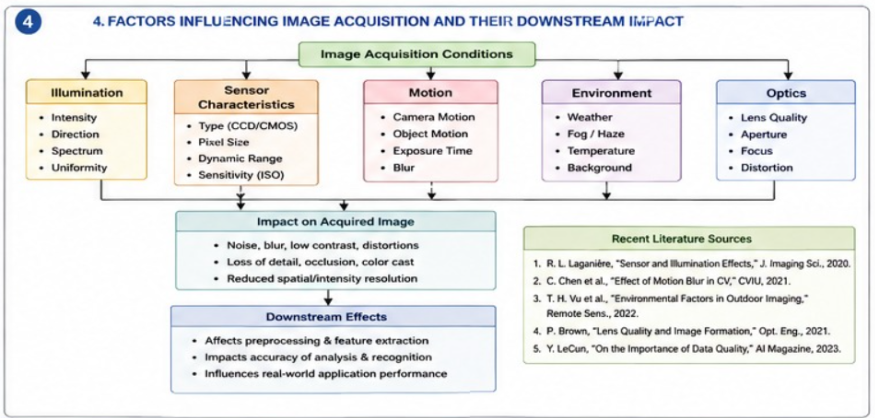 4
4. FACTORS INFLUENCING IMAGE ACQUISITION AND THEIR DOWNSTREAM IMPACT
Image Acquisition Conditions
Illumination
• Intensity
• Direction
• Spectrum
• Uniformity
Sensor
Characteristics
• Type (CCD/CMOS)
• Pixel Size
• Dynamic Range
• Sensitivity (ISO)
Motion
• Camera Motion
• Object Motion
• Exposure Time
• Blur
Environment
• Weather
• Fog / Haze
• Temperature
• Background
Optics
• Lens Quality
• Aperture
• Focus
• Distortion
Impact on Acquired Image
• Noise, blur, low contrast, distortions
• Loss of detail, occlusion, color cast
• Reduced spatial/intensity resolution
Downstream Effects
• Affects preprocessing & feature extraction
• Impacts accuracy of analysis & recognition
• Influences real-world application performance
Recent Literature Sources
1. R. L. Laganière, "Sensor and Illumination Effects," J. Imaging Sci., 2020.
2. C. Chen et al., "Effect of Motion Blur in CV," CVIU, 2021.
3. T. H. Vu et al., "Environmental Factors in Outdoor Imaging,"
Remote Sens., 2022.
4. P. Brown, "Lens Quality and Image Formation," Opt. Eng., 2021.
5. Y. LeCun, "On the Importance of Data Quality," AI Magazine, 2023.